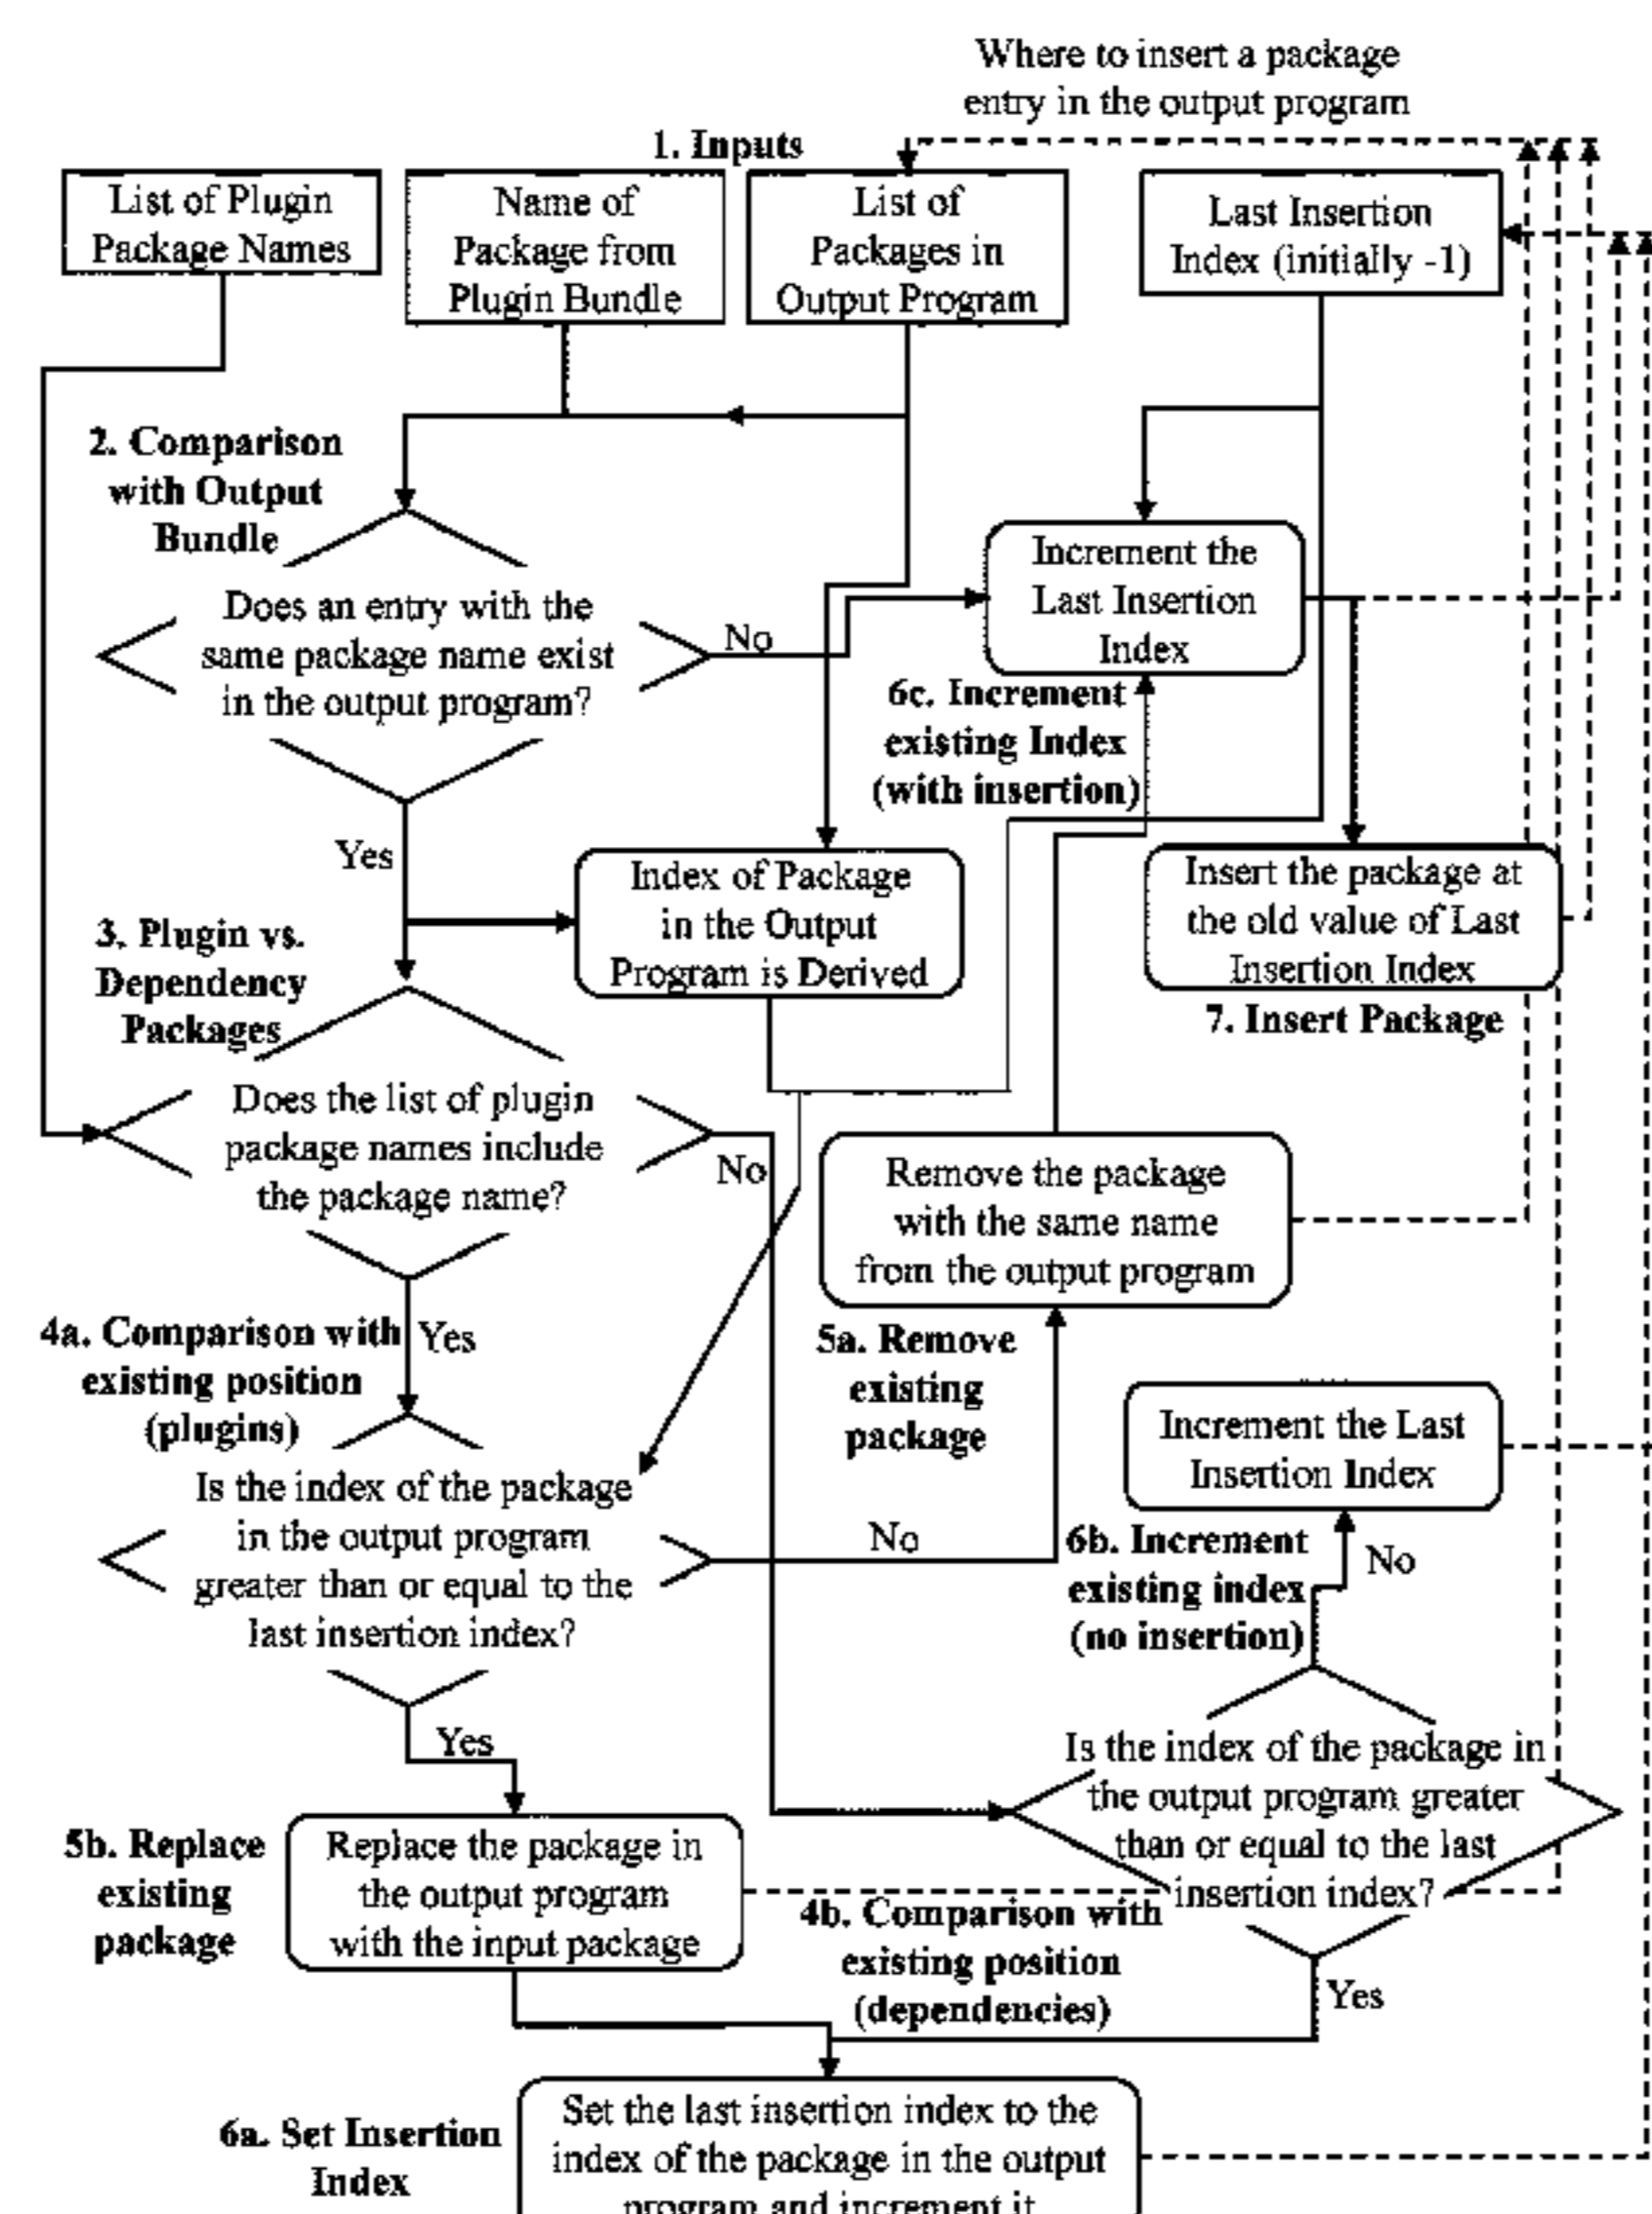 Where to insert a package
entry in the output program
1. Inputs
List of Plugin
Package Names
Name of
Package from
Plugin Bundle
List of
Packages in
Output Program
Last Insertion
Index (initially -1)
2. Comparison
with Output
Bundle
Does an entry with the
same package name exist
in the output program?
No
Yes
Increment the
Last Insertion
Index
6c. Increment
existing Index
(with insertion)
Index of Package
in the Output
Program is Derived
Insert the package at
the old value of Last
Insertion Index
7. Insert Package
3. Plugin vs.
Dependency
Packages
Does the list of plugin
package names include
the package name?
No
Yes
Remove the package
with the same name
from the output program
5a. Remove
existing
package
4a. Comparison with
existing position
(plugins)
Is the index of the package
in the output program
greater than or equal to the
last insertion index?
No
Yes
Increment the Last
Insertion Index
6b. Increment
existing index
(no insertion)
No
Is the index of the package in
the output program greater
than or equal to the last
insertion index?
Yes
4b. Comparison with
existing position
(dependencies)
5b. Replace
existing
package
Replace the package in
the output program
with the input package
6a. Set Insertion
Index
Set the last insertion index to the
index of the package in the output
program and increment it